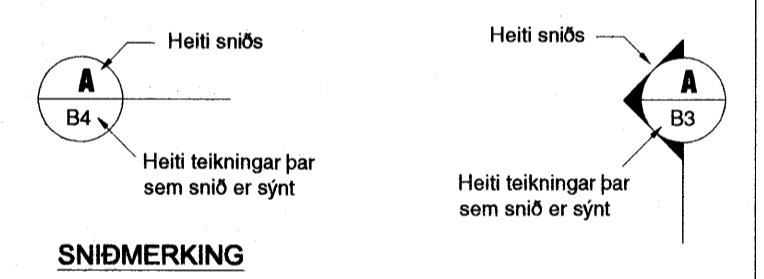 Heiti sniðs
A
B4
Heiti teikningar þar
sem snið er sýnt
Heiti sniðs
A
B3
Heiti teikningar þar
sem snið er sýnt
SNIÐMERKING